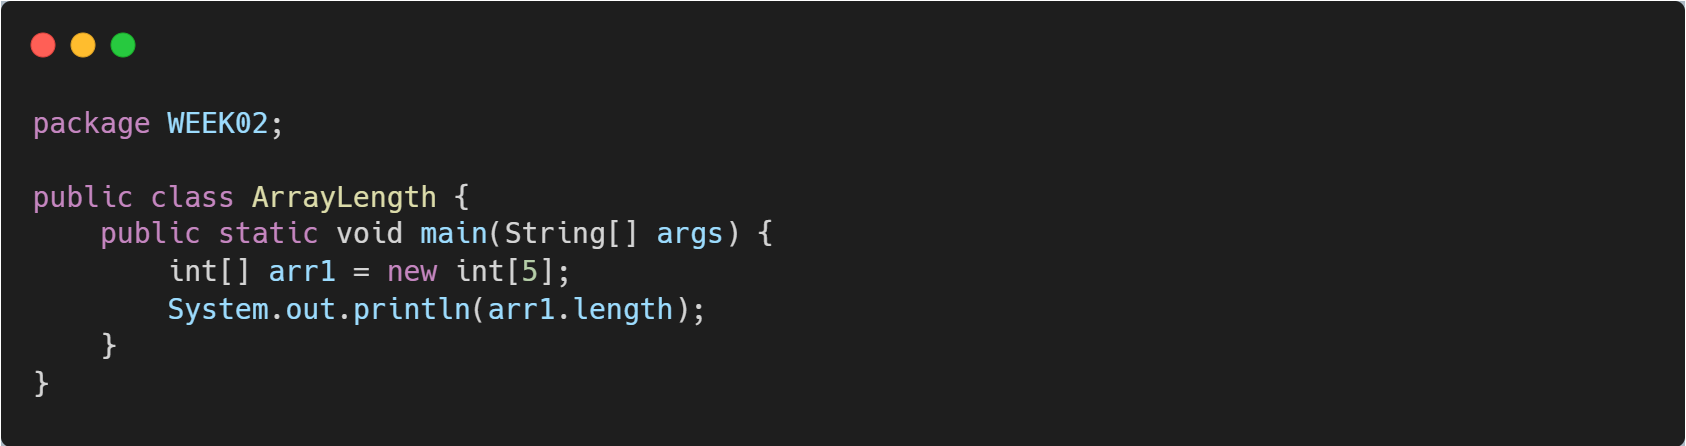 package WEEK02;

public class ArrayLength {
    public static void main(String[] args) {
        int[] arr1 = new int[5];
        System.out.println(arr1.length);
    }
}